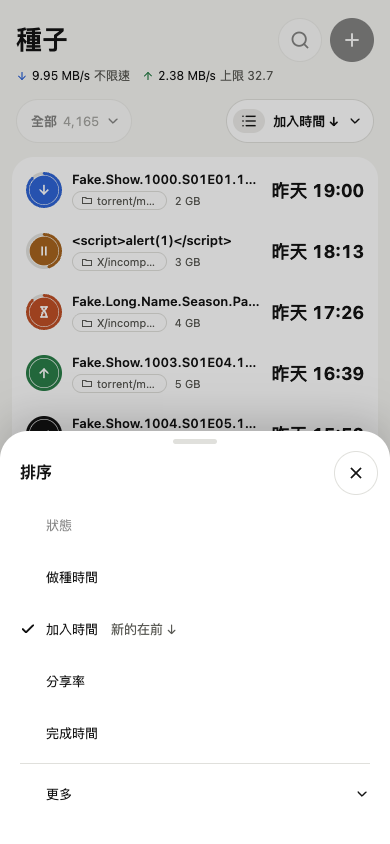 種子
9.95 MB/s 不限速 2.38 MB/s 上限 32.7
全部 4,165
加入時間 ↓
Fake.Show.1000.S01E01.1...
torrent/m... 2 GB
昨天 19:00
<script>alert(1)</script>
X/incomp... 3 GB
昨天 18:13
Fake.Long.Name.Season.Pa...
X/incomp... 4 GB
昨天 17:26
Fake.Show.1003.S01E04.1...
torrent/m... 5 GB
昨天 16:39
Fake.Show.1004.S01E05.1...
排序
狀態
做種時間
加入時間 新的在前 ↓
分享率
完成時間
更多